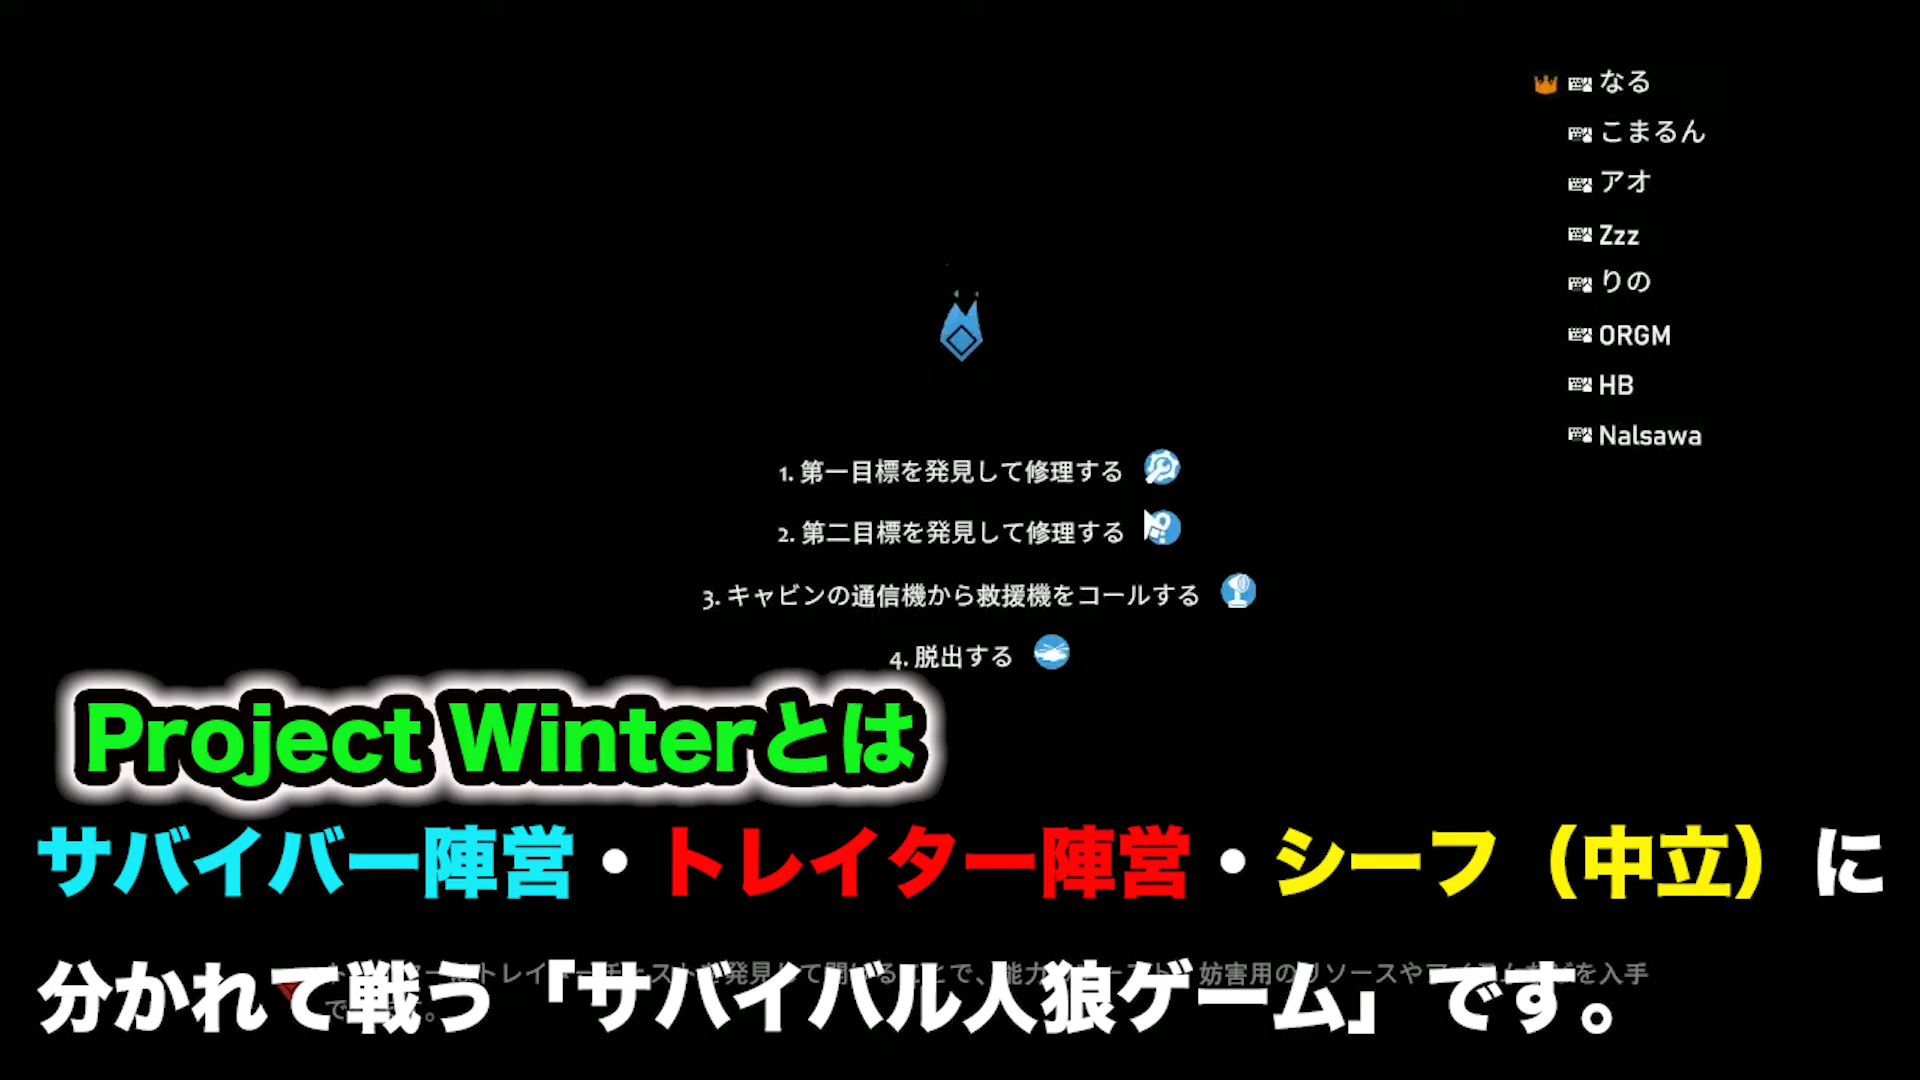 なる
こまるん
アオ
Zzz
りの
ORGM
HB
Nalsawa
1. 第一目標を発見して修理する
2. 第二目標を発見して修理する
3. キャビンの通信機から救援機をコールする
4. 脱出する
Project Winterとは
サバイバー陣営・トレイター陣営・シーフ（中立）に
分かれて戦う「サバイバル人狼ゲーム」です。